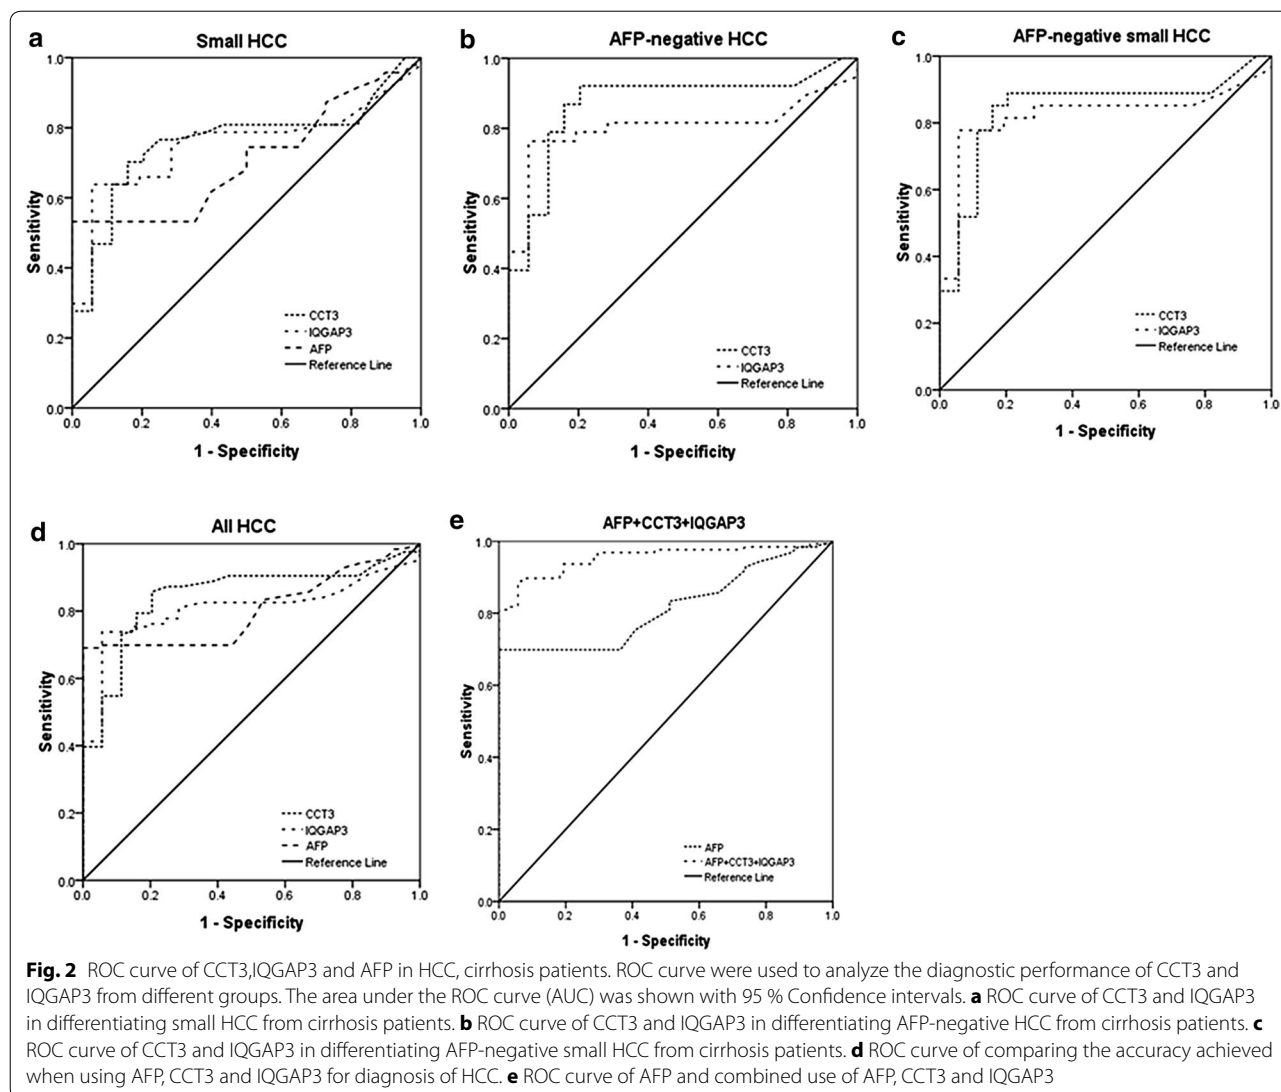 a
Small HCC
1.0
0.8
0.6
0.4
0.2
0.0
Sensitivity
CCT3
IQGAP3
AFP
Reference Line
0.0 0.2 0.4 0.6 0.8 1.0
1 - Specificity
b
AFP-negative HCC
1.0
0.8
0.6
0.4
0.2
0.0
Sensitivity
CCT3
IQGAP3
Reference Line
0.0 0.2 0.4 0.6 0.8 1.0
1 - Specificity
c
AFP-negative small HCC
1.0
0.8
0.6
0.4
0.2
0.0
Sensitivity
CCT3
IQGAP3
Reference Line
0.0 0.2 0.4 0.6 0.8 1.0
1 - Specificity
d
All HCC
1.0
0.8
0.6
0.4
0.2
0.0
Sensitivity
CCT3
IQGAP3
AFP
Reference Line
0.0 0.2 0.4 0.6 0.8 1.0
1 - Specificity
e
AFP+CCT3+IQGAP3
1.0
0.8
0.6
0.4
0.2
0.0
Sensitivity
AFP
AFP+CCT3+IQGAP3
Reference Line
0.0 0.2 0.4 0.6 0.8 1.0
1 - Specificity
Fig. 2 ROC curve of CCT3,IQGAP3 and AFP in HCC, cirrhosis patients. ROC curve were used to analyze the diagnostic performance of CCT3 and
IQGAP3 from different groups. The area under the ROC curve (AUC) was shown with 95 % Confidence intervals. a ROC curve of CCT3 and IQGAP3
in differentiating small HCC from cirrhosis patients. b ROC curve of CCT3 and IQGAP3 in differentiating AFP-negative HCC from cirrhosis patients. c
ROC curve of CCT3 and IQGAP3 in differentiating AFP-negative small HCC from cirrhosis patients. d ROC curve of comparing the accuracy achieved
when using AFP, CCT3 and IQGAP3 for diagnosis of HCC. e ROC curve of AFP and combined use of AFP, CCT3 and IQGAP3